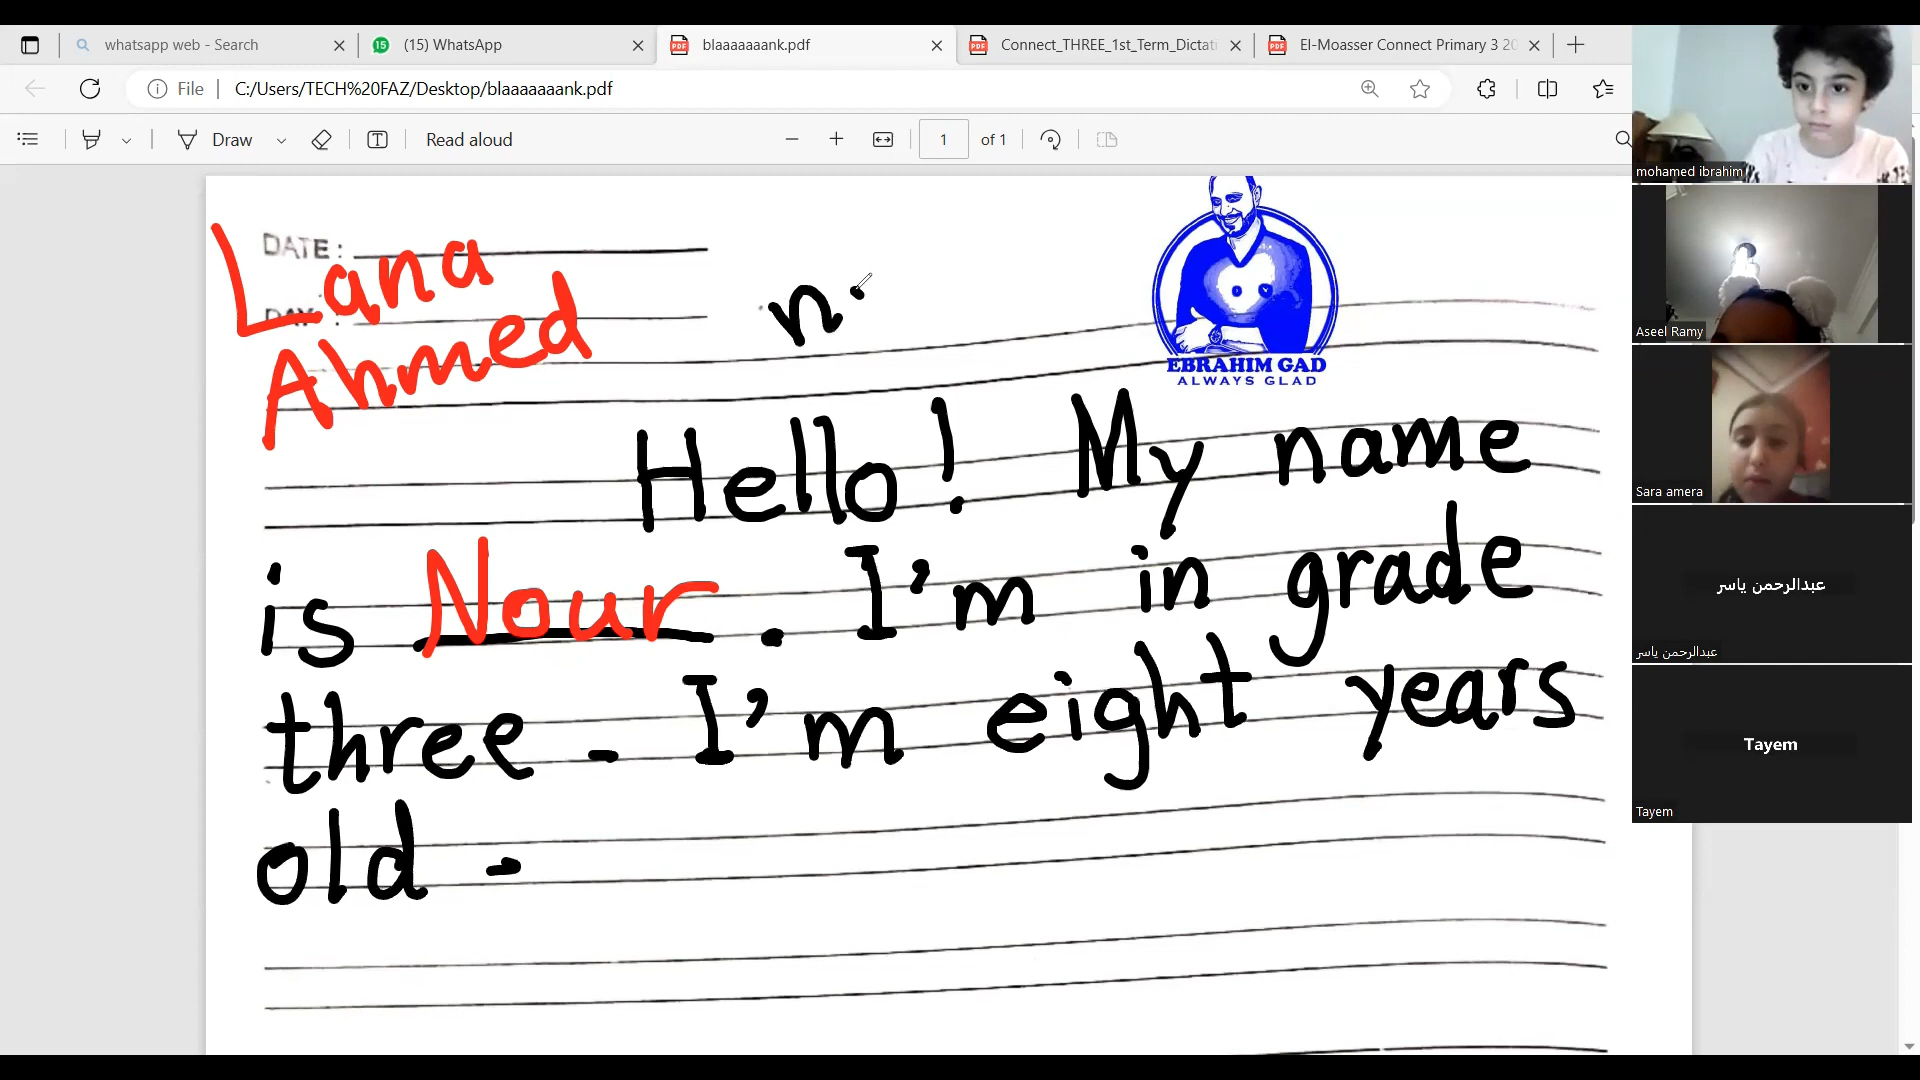 whatsapp web - Search
(15) WhatsApp
blaaaaaaank.pdf
Connect_THREE_1st_Term_Dictati
El-Moasser Connect Primary 3 20
File
C:/Users/TECH%20FAZ/Desktop/blaaaaaaank.pdf
Draw
Read aloud
1 of 1
DATE :
DAY :
Lana
Ahmed
n.
EBRAHIM GAD
ALWAYS GLAD
Hello! My name
is Nour. I'm in grade
three. I'm eight years
old.
mohamed ibrahim
Aseel Ramy
Sara amera
عبدالرحمن ياسر
عبدالرحمن ياسر
Tayem
Tayem